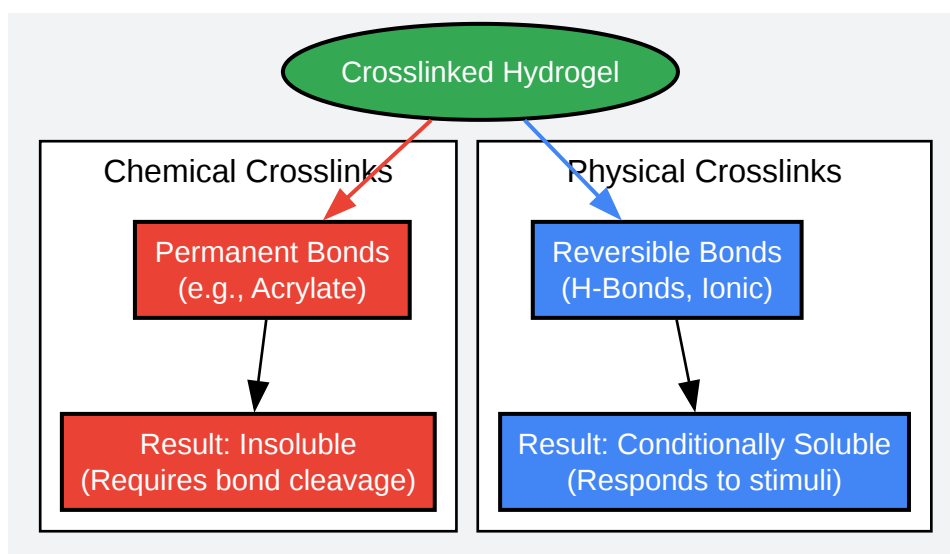 Crosslinked Hydrogel
Chemical Crosslinks
Permanent Bonds
(e.g., Acrylate)
Result: Insoluble
(Requires bond cleavage)
Physical Crosslinks
Reversible Bonds
(H-Bonds, Ionic)
Result: Conditionally Soluble
(Responds to stimuli)